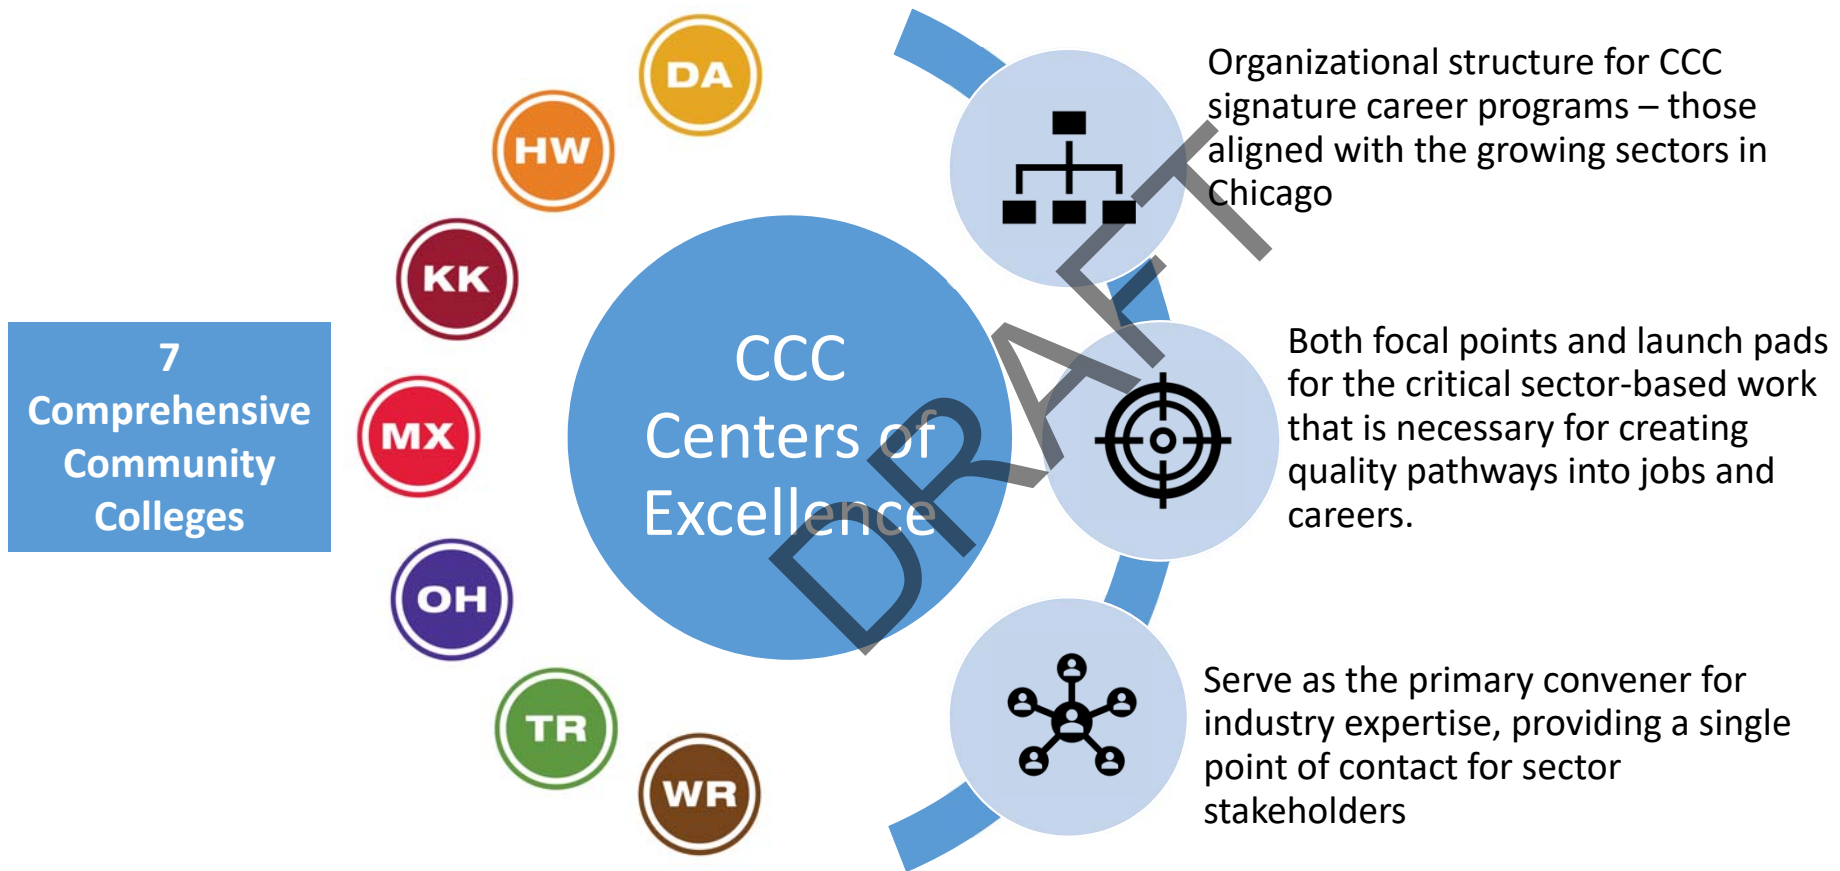 7
Comprehensive
Community
Colleges
DA
HW
KK
MX
OH
TR
WR
CCC
Centers of
Excellence
Organizational structure for CCC
signature career programs – those
aligned with the growing sectors in
Chicago
Both focal points and launch pads
for the critical sector-based work
that is necessary for creating
quality pathways into jobs and
careers.
Serve as the primary convener for
industry expertise, providing a single
point of contact for sector
stakeholders
DRAFT